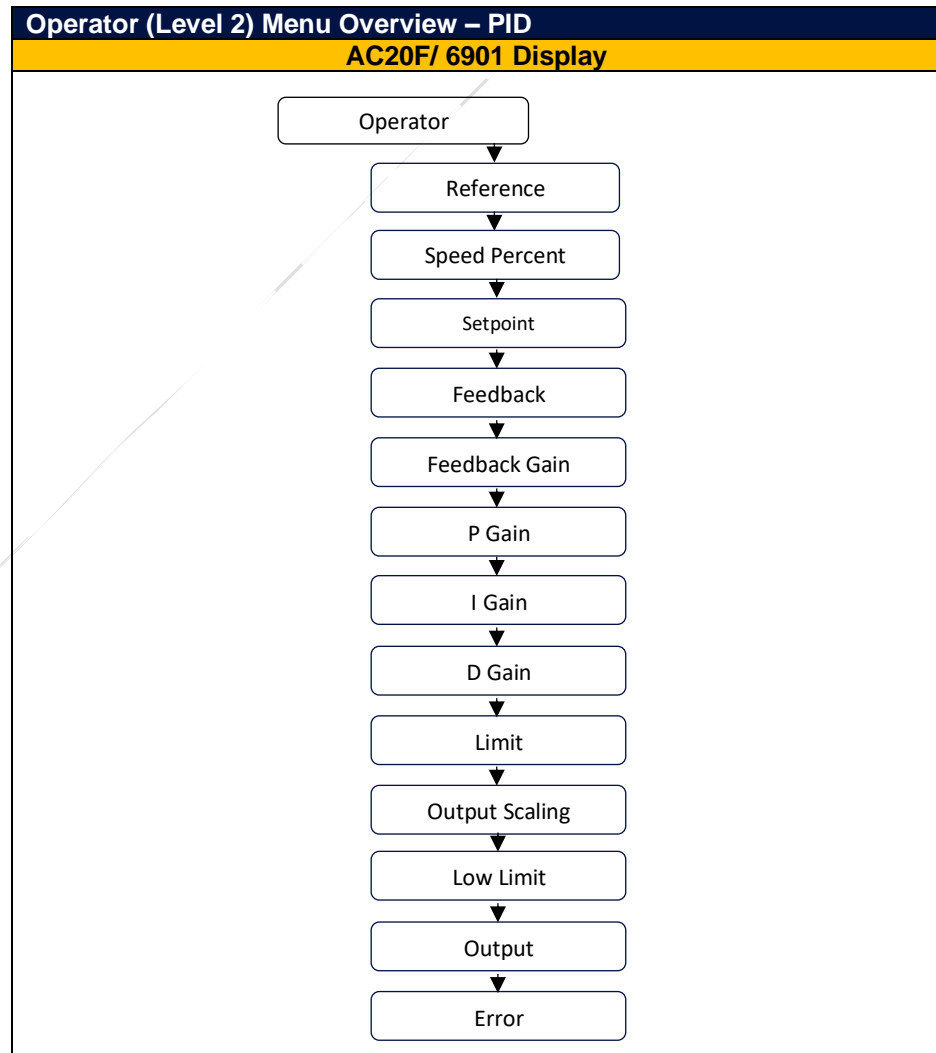 Operator (Level 2) Menu Overview – PID
AC20F/ 6901 Display
Operator
Reference
Speed Percent
Setpoint
Feedback
Feedback Gain
P Gain
I Gain
D Gain
Limit
Output Scaling
Low Limit
Output
Error